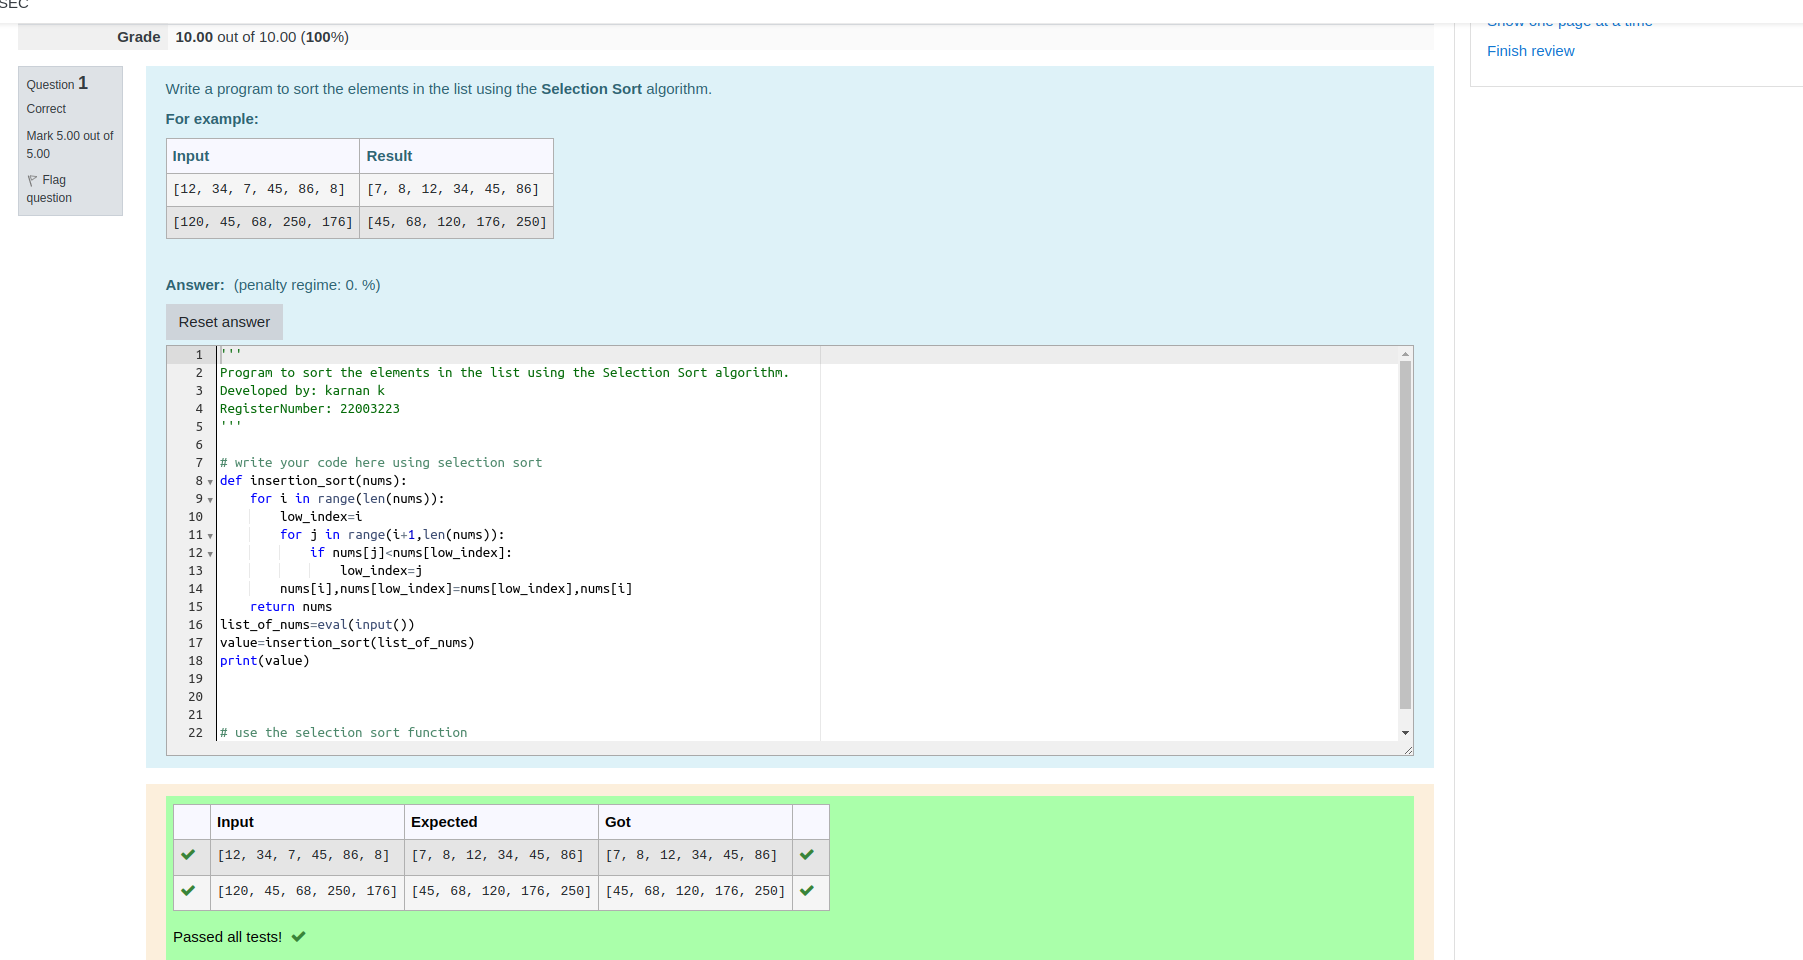 SEC
Show one page at a time
Grade 10.00 out of 10.00 (100%)
Finish review
Question 1
Correct
Mark 5.00 out of
5.00
Flag
question
Write a program to sort the elements in the list using the Selection Sort algorithm.
For example:
Input Result
[12, 34, 7, 45, 86, 8] [7, 8, 12, 34, 45, 86]
[120, 45, 68, 250, 176] [45, 68, 120, 176, 250]
Answer: (penalty regime: 0. %)
Reset answer
1 '''
2 Program to sort the elements in the list using the Selection Sort algorithm.
3 Developed by: karnan k
4 RegisterNumber: 22003223
5 '''
6
7 # write your code here using selection sort
8 def insertion_sort(nums):
9     for i in range(len(nums)):
10         low_index=i
11         for j in range(i+1,len(nums)):
12             if nums[j]<nums[low_index]:
13                 low_index=j
14         nums[i],nums[low_index]=nums[low_index],nums[i]
15     return nums
16 list_of_nums=eval(input())
17 value=insertion_sort(list_of_nums)
18 print(value)
19
20
21
22 # use the selection sort function
Input Expected Got
[12, 34, 7, 45, 86, 8] [7, 8, 12, 34, 45, 86] [7, 8, 12, 34, 45, 86]
[120, 45, 68, 250, 176] [45, 68, 120, 176, 250] [45, 68, 120, 176, 250]
Passed all tests!